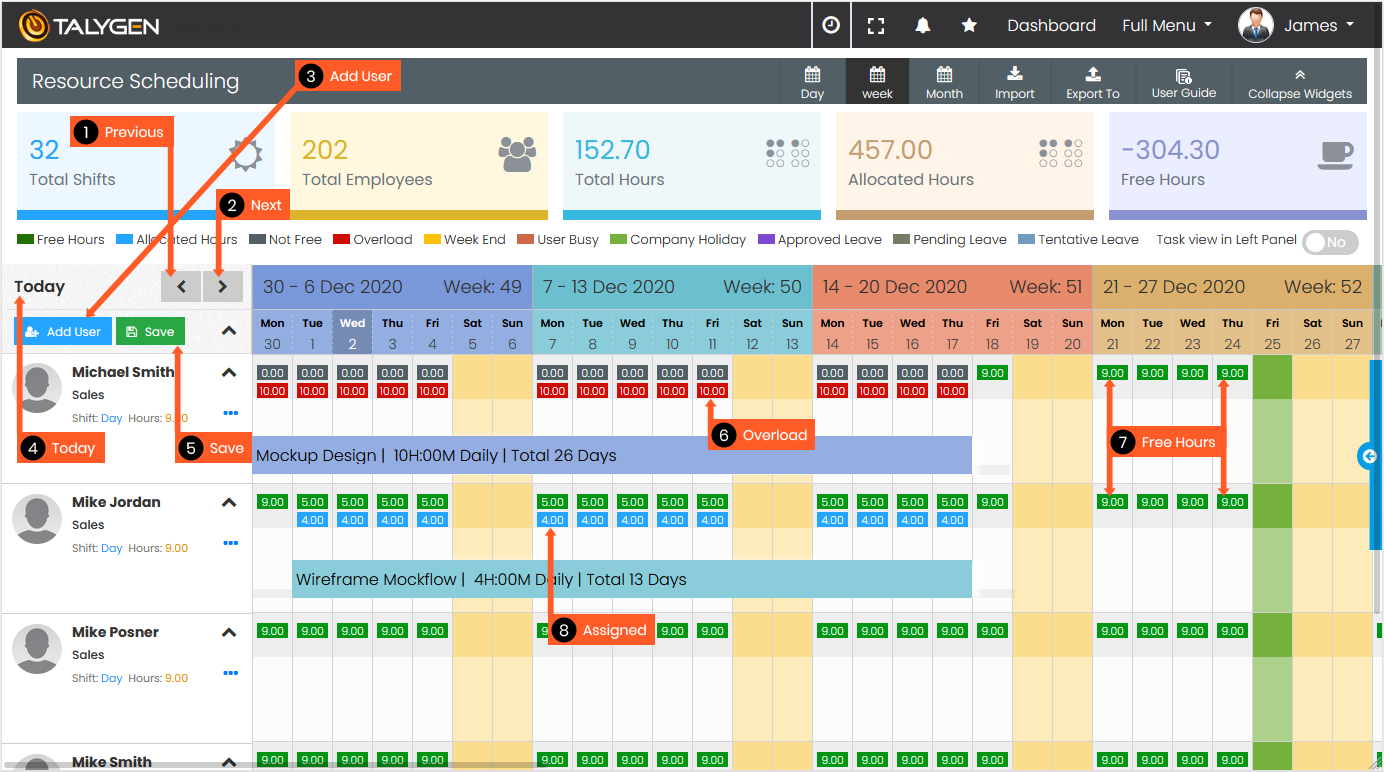 TALYGEN
Dashboard Full Menu James
Resource Scheduling
3 Add User
Day week Month Import Export To User Guide Collapse Widgets
1 Previous
32 202 152.70 457.00 -304.30
Total Shifts Total Employees Total Hours Allocated Hours Free Hours
2 Next
Free Hours Allocated Hours Not Free Overload Week End User Busy Company Holiday Approved Leave Pending Leave Tentative Leave Task view in Left Panel No
Today 30 - 6 Dec 2020 Week: 49 7 - 13 Dec 2020 Week: 50 14 - 20 Dec 2020 Week: 51 21 - 27 Dec 2020 Week: 52
Add User Save
Mon Tue Wed Thu Fri Sat Sun Mon Tue Wed Thu Fri Sat Sun Mon Tue Wed Thu Fri Sat Sun Mon Tue Wed Thu Fri Sat Sun
30 1 2 3 4 5 6 7 8 9 10 11 12 13 14 15 16 17 18 19 20 21 22 23 24 25 26 27
Michael Smith 0.00 0.00 0.00 0.00 0.00 0.00 0.00 0.00 0.00 0.00 0.00 0.00 0.00 0.00 9.00 9.00 9.00 9.00 9.00
10.00 10.00 10.00 10.00 10.00 10.00 10.00 10.00 10.00 10.00 10.00 10.00 10.00 10.00
Sales
Shift: Day Hours: 9.00
4 Today 5 Save 6 Overload 7 Free Hours
Mockup Design | 10H:00M Daily | Total 26 Days
Mike Jordan 9.00 5.00 5.00 5.00 5.00 5.00 5.00 5.00 5.00 5.00 5.00 5.00 5.00 5.00 9.00 9.00 9.00 9.00 9.00
4.00 4.00 4.00 4.00 4.00 4.00 4.00 4.00 4.00 4.00 4.00 4.00 4.00
Sales
Shift: Day Hours: 9.00
Wireframe Mockflow | 4H:00M Daily | Total 13 Days
8 Assigned
Mike Posner 9.00 9.00 9.00 9.00 9.00 9.00 9.00 9.00 9.00 9.00 9.00 9.00 9.00 9.00 9.00 9.00
Sales
Shift: Day Hours: 9.00
Mike Smith 9.00 9.00 9.00 9.00 9.00 9.00 9.00 9.00 9.00 9.00 9.00 9.00 9.00 9.00 9.00 9.00 9.00 9.00 9.00